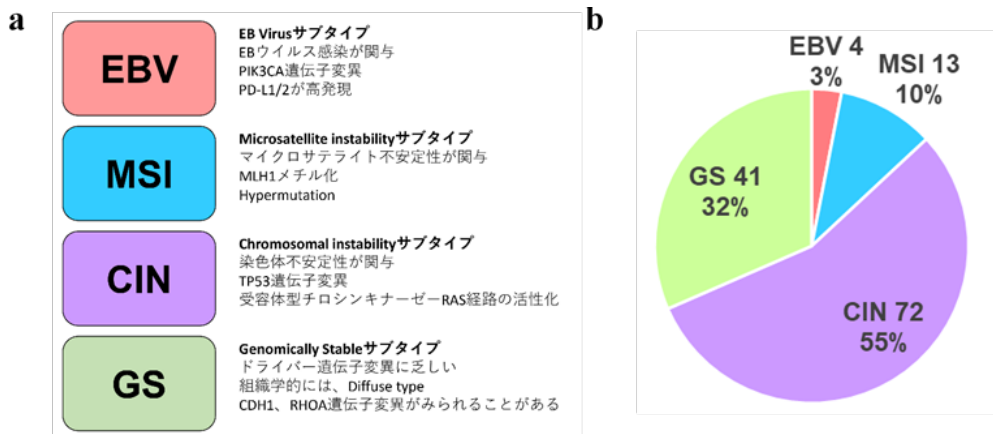 a
EBV
EB Virusサブタイプ
EBウイルス感染が関与
PIK3CA遺伝子変異
PD-L1/2が高発現
MSI
Microsatellite instabilityサブタイプ
マイクロサテライト不安定性が関与
MLH1メチル化
Hypermutation
CIN
Chromosomal instabilityサブタイプ
染色体不安定性が関与
TP53遺伝子変異
受容体型チロシンキナーゼーRAS経路の活性化
GS
Genomically Stableサブタイプ
ドライバー遺伝子変異に乏しい
組織学的には、Diffuse type
CDH1、RHOA遺伝子変異がみられることがある
b
EBV 4
3%
MSI 13
10%
GS 41
32%
CIN 72
55%